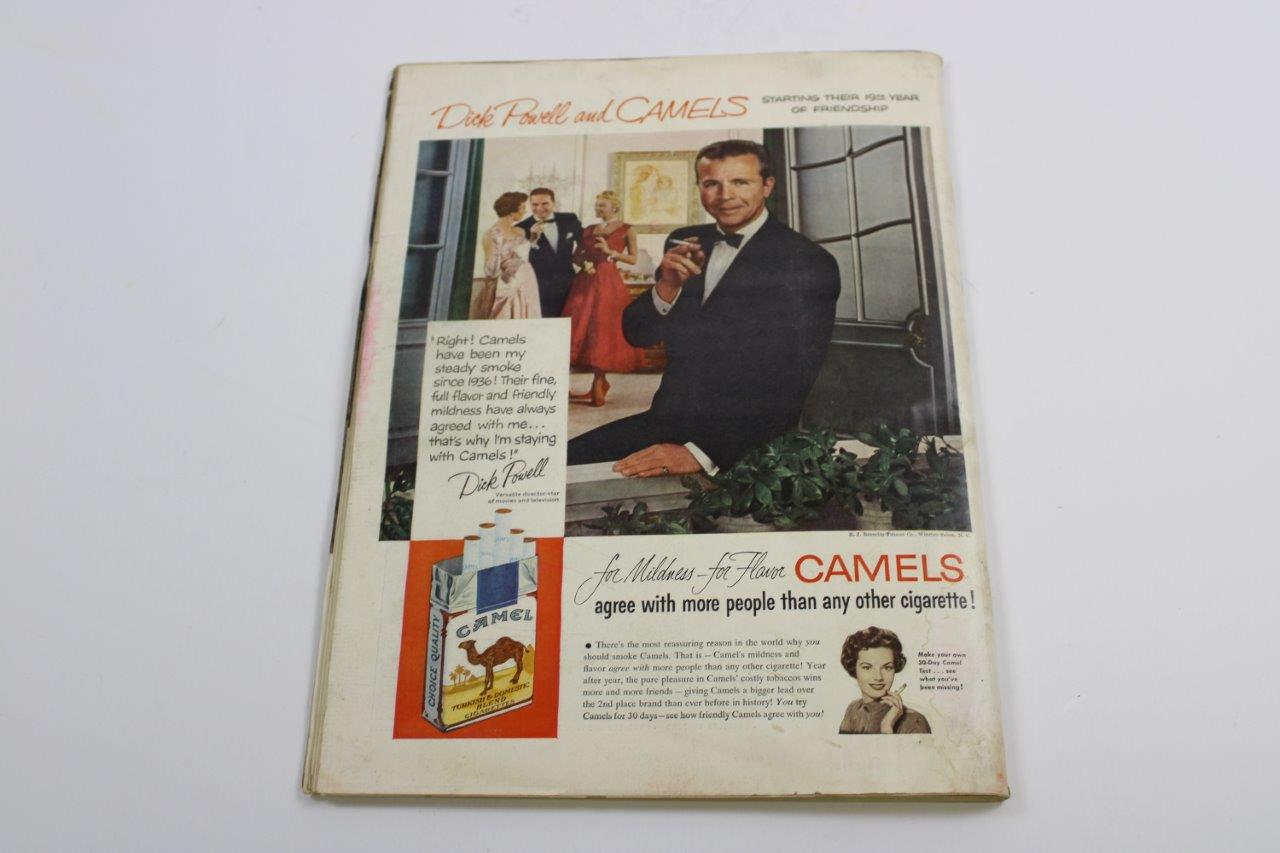 Dick Powell and CAMELS
STARTING THEIR 19TH YEAR
OF FRIENDSHIP
"Right! Camels
have been my
steady smoke
since 1936! Their fine,
full flavor and friendly
mildness have always
agreed with me...
that's why I'm staying
with Camels!"
Dick Powell
Versatile director-star
of movies and television
R. J. Reynolds Tobacco Co., Winston-Salem, N. C.
for Mildness—for Flavor CAMELS
agree with more people than any other cigarette!
CAMEL
CHOICE QUALITY
TURKISH & DOMESTIC
BLEND
CIGARETTES
● There's the most reassuring reason in the world why you
should smoke Camels. That is — Camel's mildness and
flavor agree with more people than any other cigarette! Year
after year, the pure pleasure in Camels' costly tobaccos wins
more and more friends — giving Camels a bigger lead over
the 2nd place brand than ever before in history! You try
Camels for 30 days—see how friendly Camels agree with you!
Make your own
30-Day Camel
Test... see
what you've
been missing!